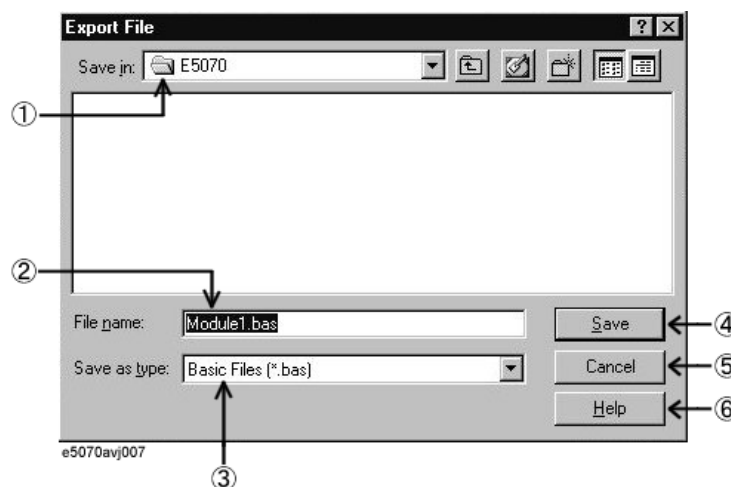 Export File
Save in: E5070
①
②
File name: Module1.bas Save ④
Save as type: Basic Files (*.bas) Cancel ⑤
Help ⑥
e5070avj007
③